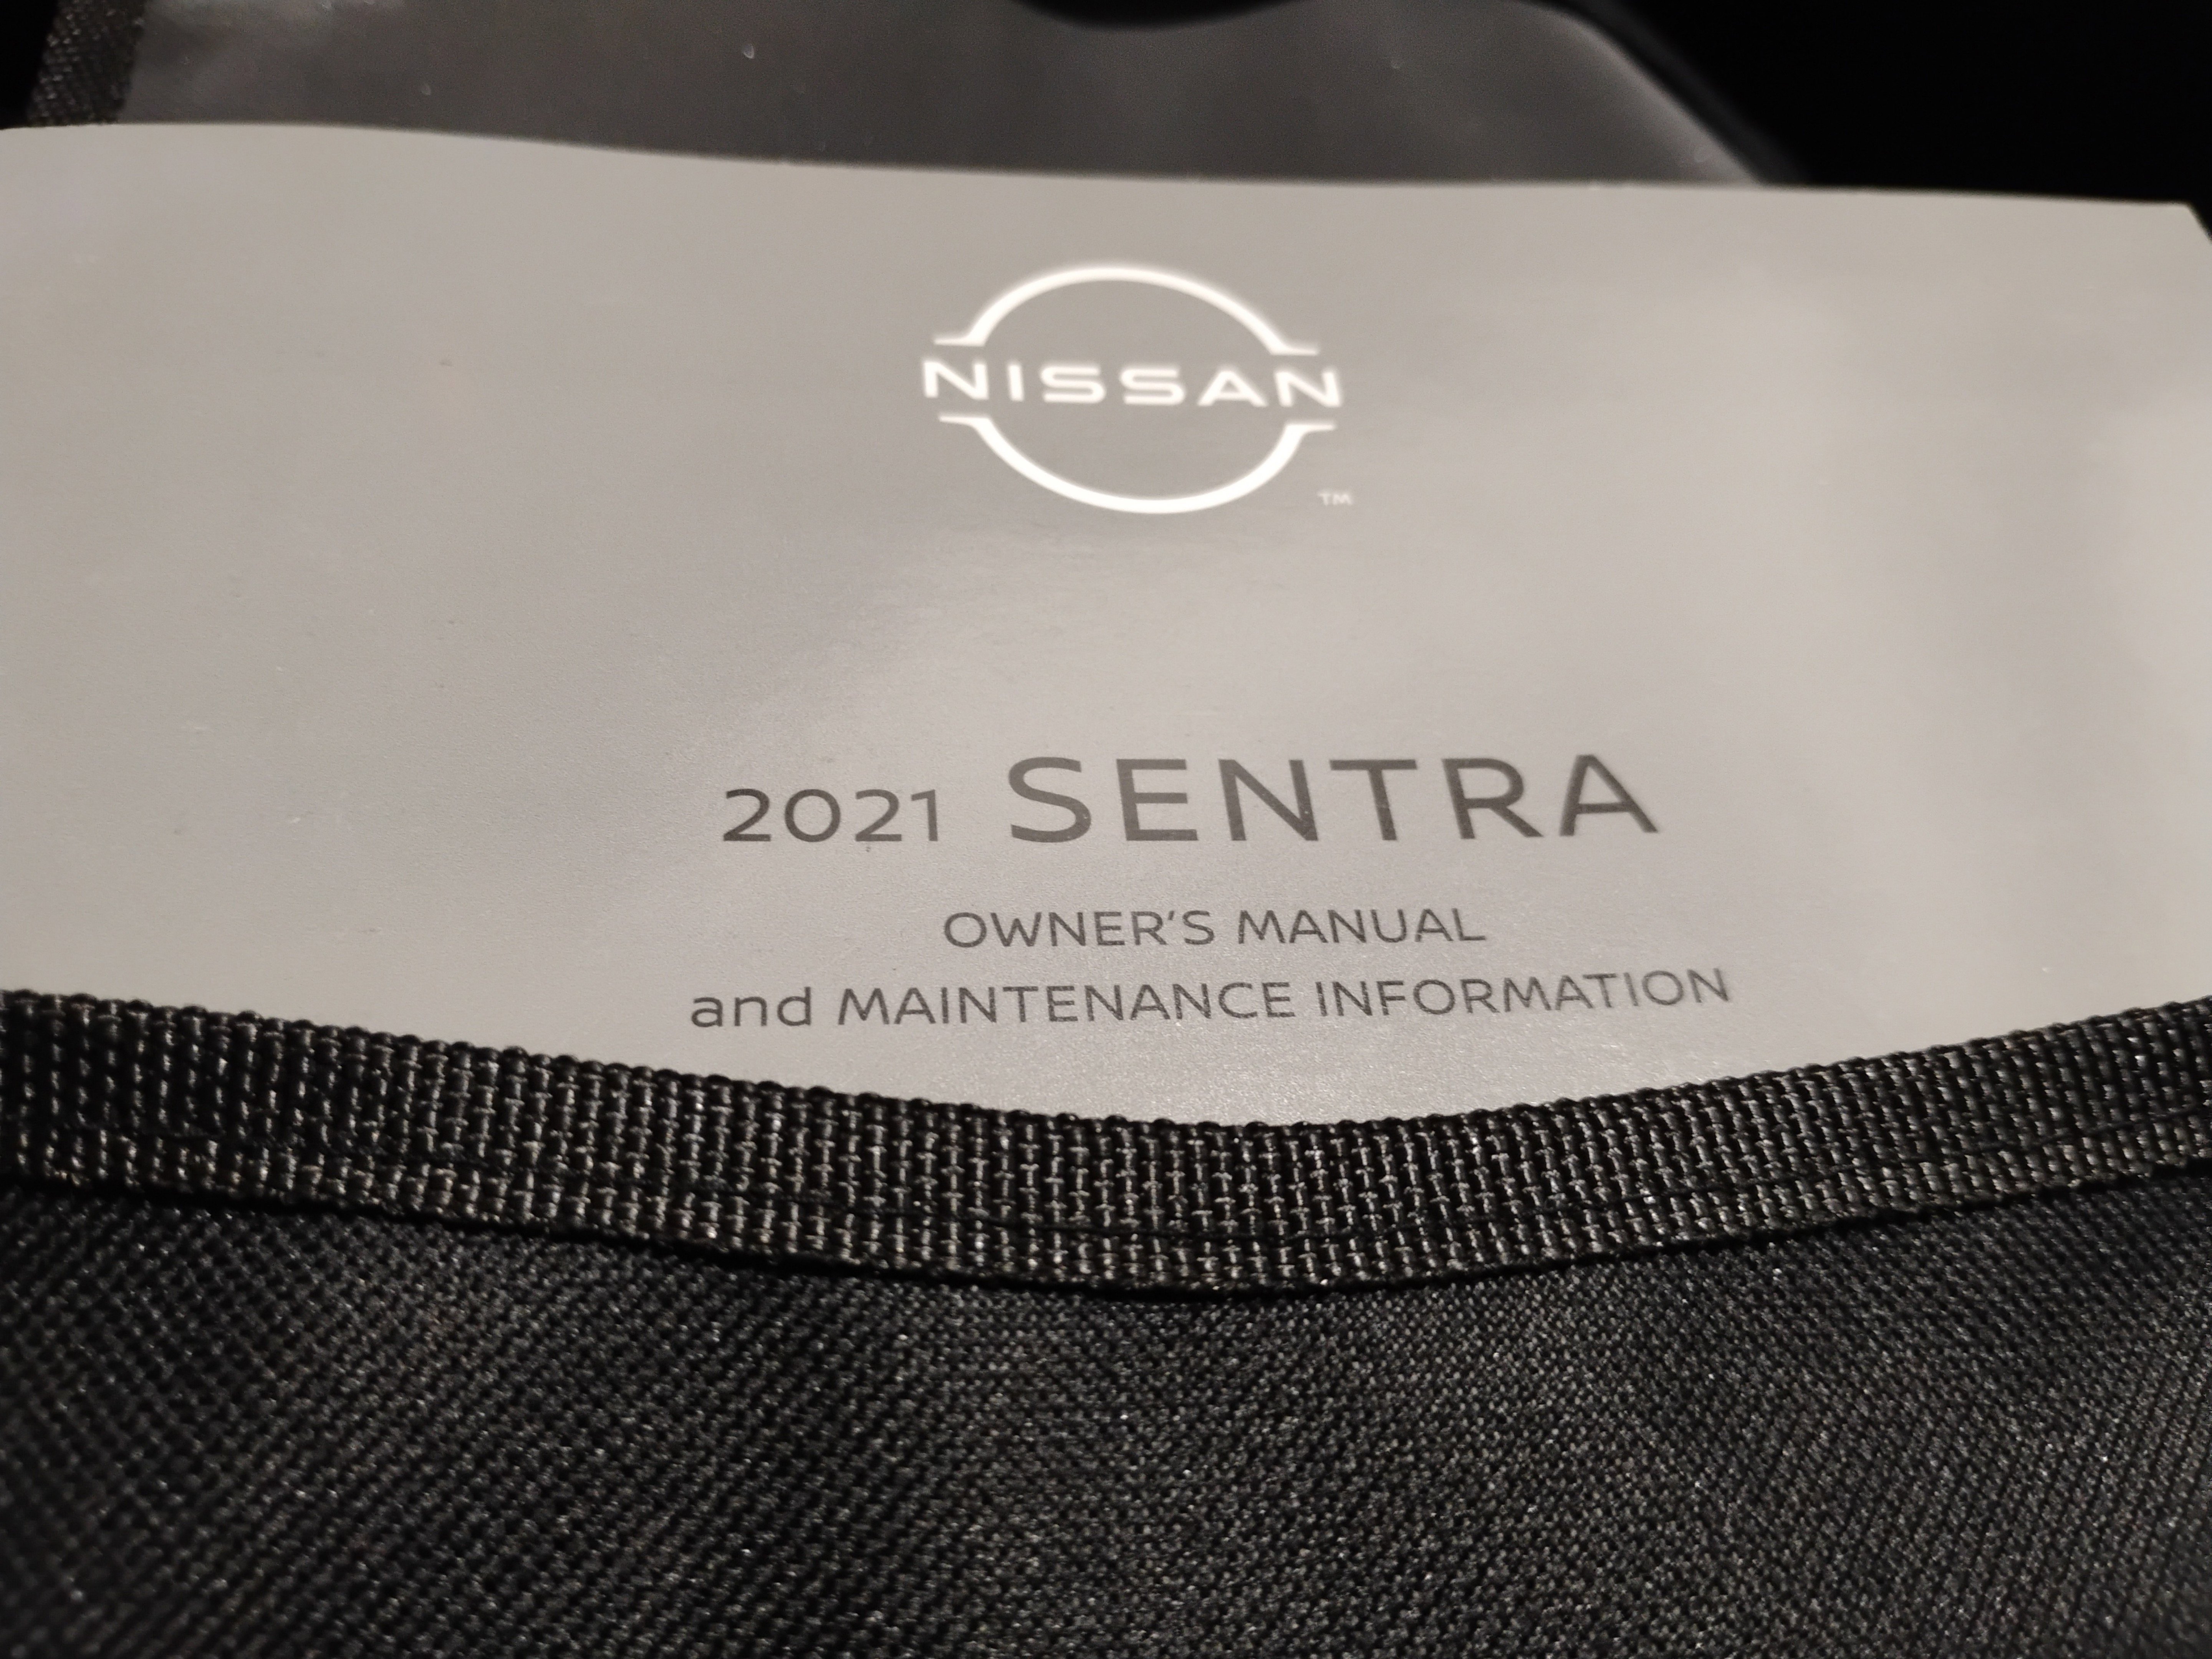 NISSAN
TM
2021 SENTRA
OWNER'S MANUAL
and MAINTENANCE INFORMATION